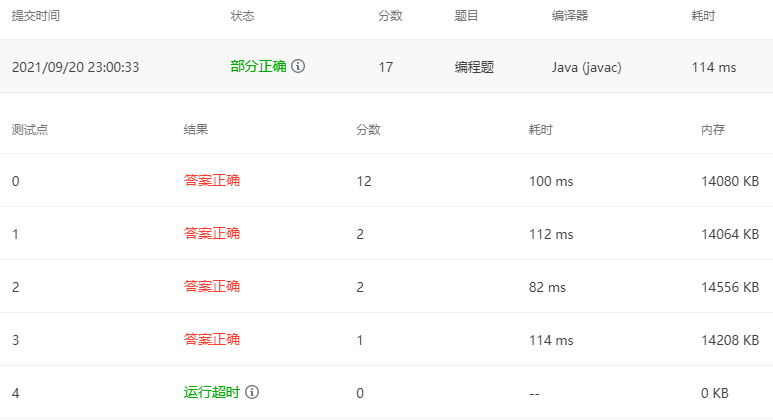 提交时间 状态 分数 题目 编译器 耗时
2021/09/20 23:00:33 部分正确 17 编程题 Java (javac) 114 ms
测试点 结果 分数 耗时 内存
0 答案正确 12 100 ms 14080 KB
1 答案正确 2 112 ms 14064 KB
2 答案正确 2 82 ms 14556 KB
3 答案正确 1 114 ms 14208 KB
4 运行超时 0 -- 0 KB